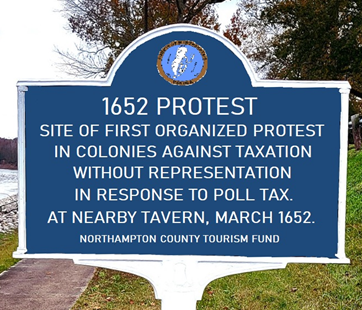 1652 PROTEST
SITE OF FIRST ORGANIZED PROTEST
IN COLONIES AGAINST TAXATION
WITHOUT REPRESENTATION
IN RESPONSE TO POLL TAX.
AT NEARBY TAVERN, MARCH 1652.
NORTHAMPTON COUNTY TOURISM FUND